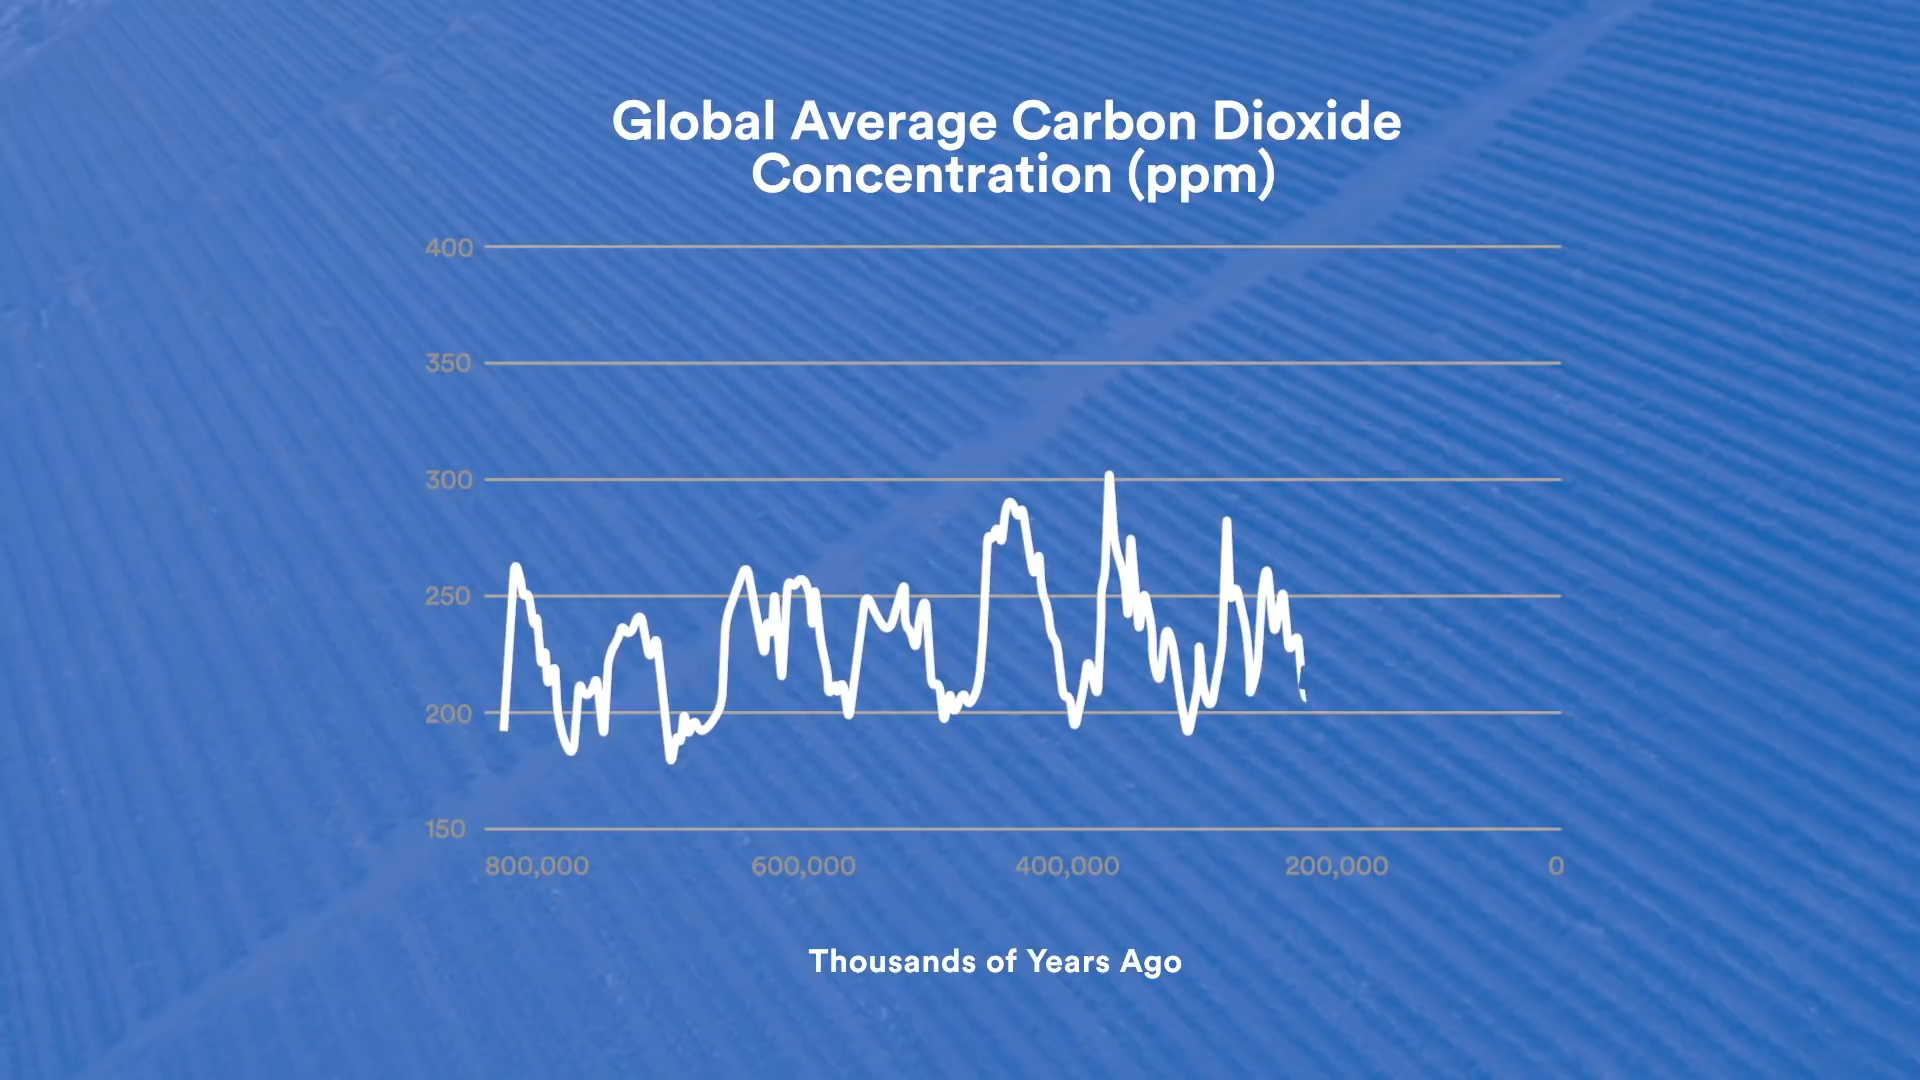 Global Average Carbon Dioxide
Concentration (ppm)
400
350
300
250
200
150
800,000 600,000 400,000 200,000 0
Thousands of Years Ago